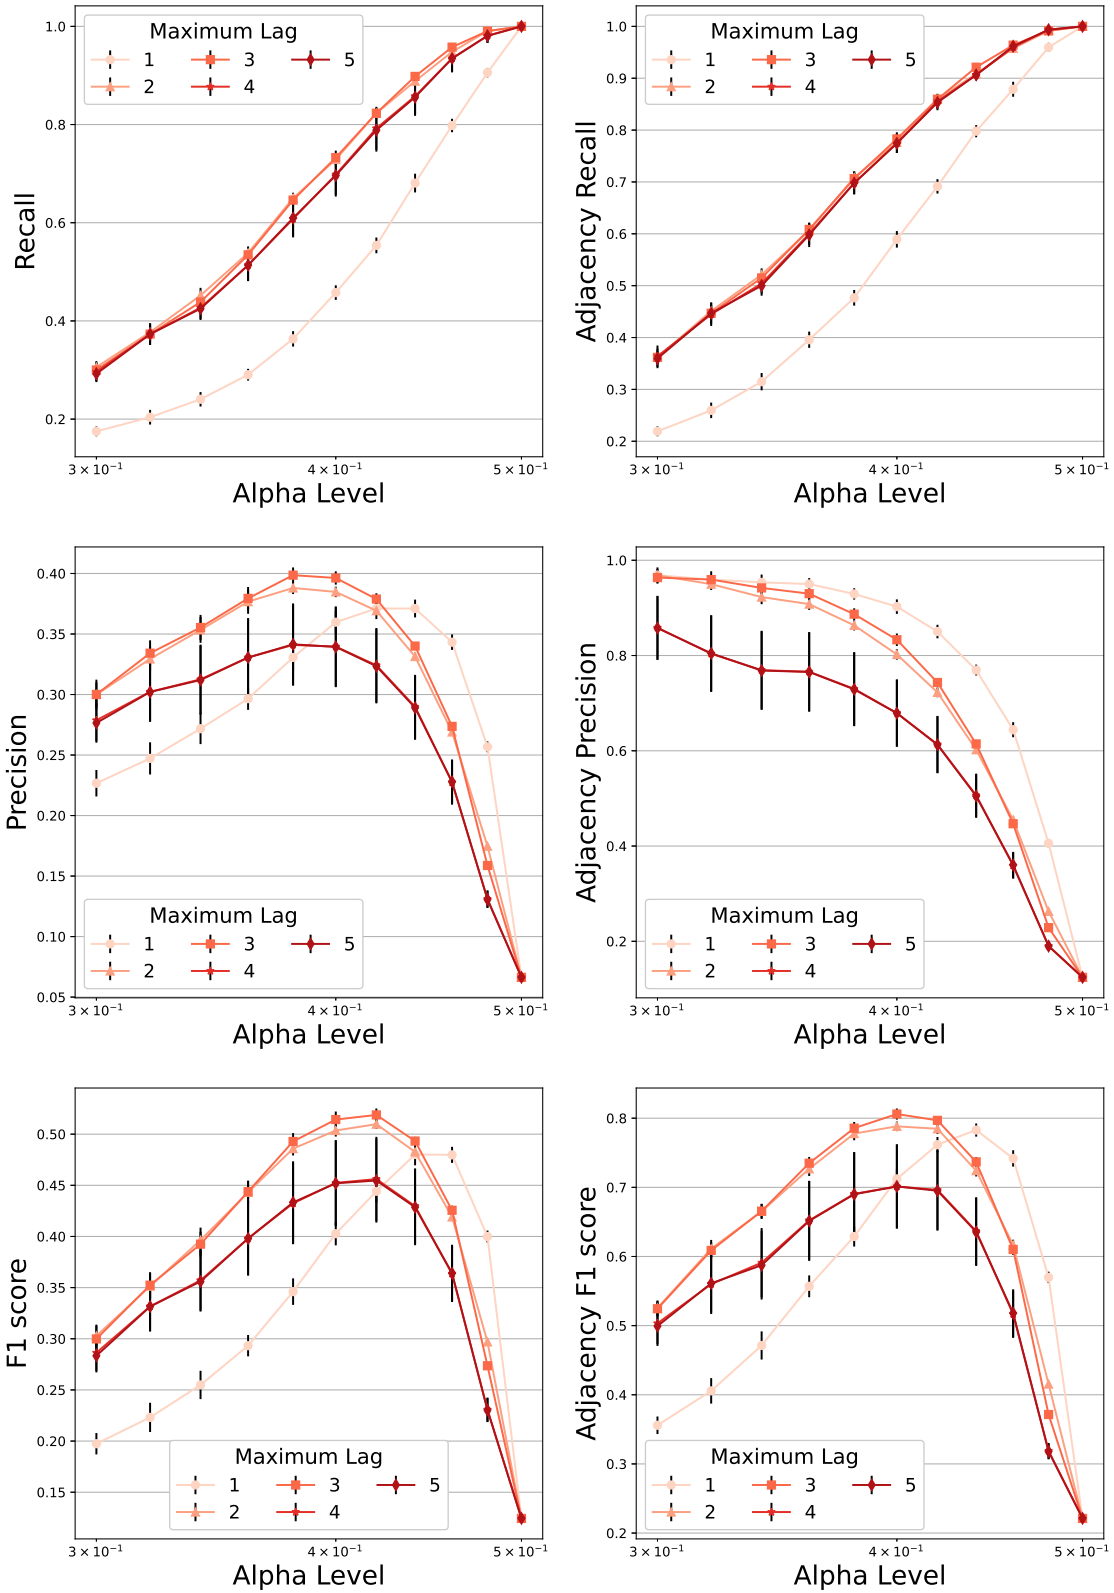 1.0
0.8
0.6
0.4
0.2
Recall
Maximum Lag
1 3 5
2 4
3 × 10⁻¹ 4 × 10⁻¹ 5 × 10⁻¹
Alpha Level
1.0
0.9
0.8
0.7
0.6
0.5
0.4
0.3
0.2
Adjacency Recall
Maximum Lag
1 3 5
2 4
3 × 10⁻¹ 4 × 10⁻¹ 5 × 10⁻¹
Alpha Level
0.40
0.35
0.30
0.25
0.20
0.15
0.10
0.05
Precision
Maximum Lag
1 3 5
2 4
3 × 10⁻¹ 4 × 10⁻¹ 5 × 10⁻¹
Alpha Level
1.0
0.8
0.6
0.4
0.2
Adjacency Precision
Maximum Lag
1 3 5
2 4
3 × 10⁻¹ 4 × 10⁻¹ 5 × 10⁻¹
Alpha Level
0.50
0.45
0.40
0.35
0.30
0.25
0.20
0.15
F1 score
Maximum Lag
1 3 5
2 4
3 × 10⁻¹ 4 × 10⁻¹ 5 × 10⁻¹
Alpha Level
0.8
0.7
0.6
0.5
0.4
0.3
0.2
Adjacency F1 score
Maximum Lag
1 3 5
2 4
3 × 10⁻¹ 4 × 10⁻¹ 5 × 10⁻¹
Alpha Level